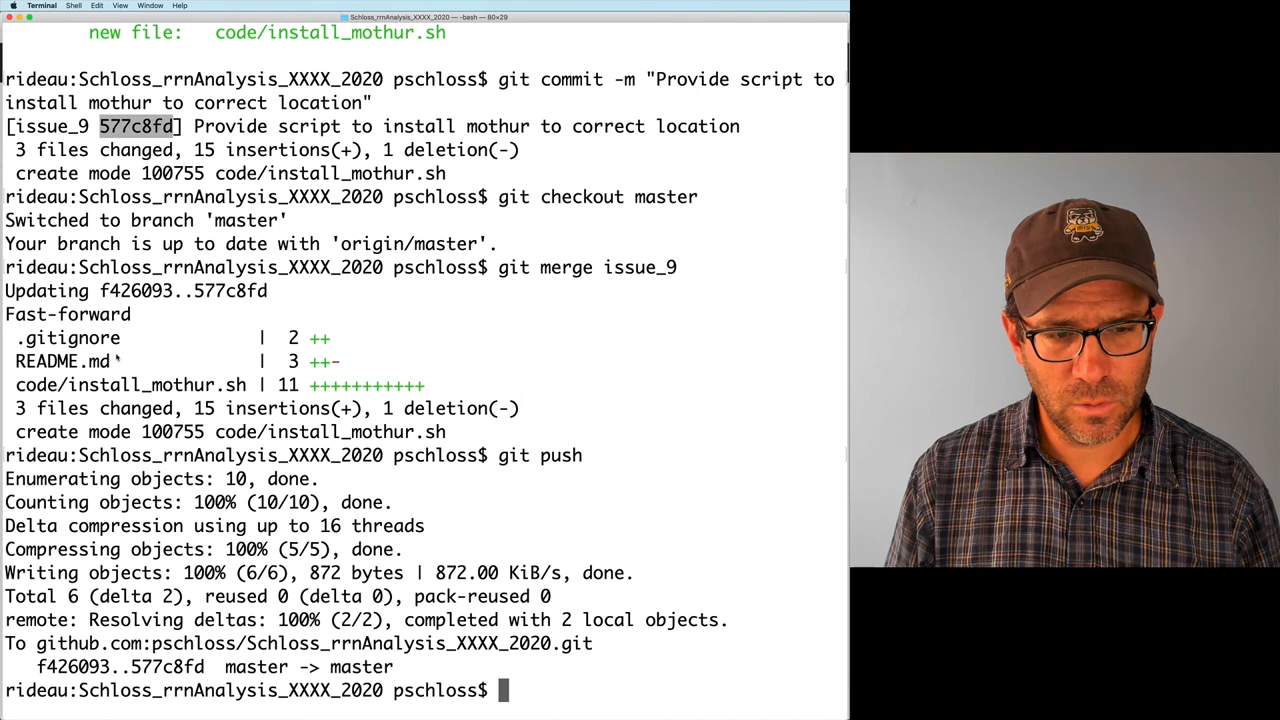 Terminal Shell Edit View Window Help
Schloss_rrnAnalysis_XXXX_2020 — -bash — 80×29
new file:   code/install_mothur.sh
rideau:Schloss_rrnAnalysis_XXXX_2020 pschloss$ git commit -m "Provide script to
install mothur to correct location"
[issue_9 577c8fd] Provide script to install mothur to correct location
3 files changed, 15 insertions(+), 1 deletion(-)
create mode 100755 code/install_mothur.sh
rideau:Schloss_rrnAnalysis_XXXX_2020 pschloss$ git checkout master
Switched to branch 'master'
Your branch is up to date with 'origin/master'.
rideau:Schloss_rrnAnalysis_XXXX_2020 pschloss$ git merge issue_9
Updating f426093..577c8fd
Fast-forward
.gitignore             |  2 ++
README.md              |  3 ++-
code/install_mothur.sh | 11 +++++++++++
3 files changed, 15 insertions(+), 1 deletion(-)
create mode 100755 code/install_mothur.sh
rideau:Schloss_rrnAnalysis_XXXX_2020 pschloss$ git push
Enumerating objects: 10, done.
Counting objects: 100% (10/10), done.
Delta compression using up to 16 threads
Compressing objects: 100% (5/5), done.
Writing objects: 100% (6/6), 872 bytes | 872.00 KiB/s, done.
Total 6 (delta 2), reused 0 (delta 0), pack-reused 0
remote: Resolving deltas: 100% (2/2), completed with 2 local objects.
To github.com:pschloss/Schloss_rrnAnalysis_XXXX_2020.git
f426093..577c8fd  master -> master
rideau:Schloss_rrnAnalysis_XXXX_2020 pschloss$